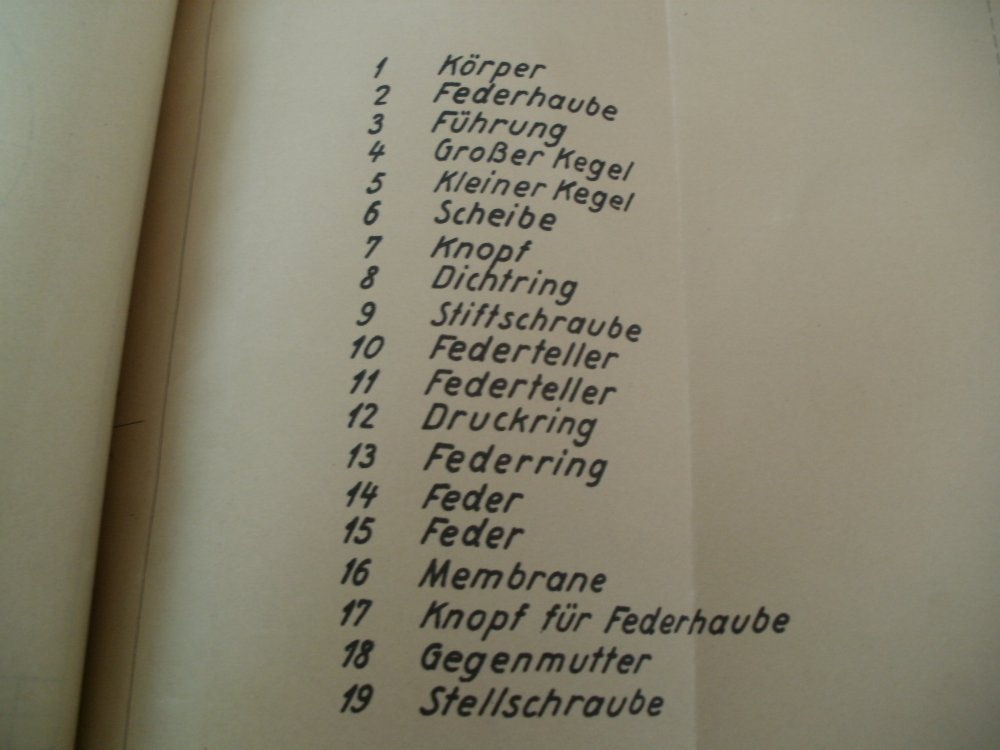 1 Körper
2 Federhaube
3 Führung
4 Großer Kegel
5 Kleiner Kegel
6 Scheibe
7 Knopf
8 Dichtring
9 Stiftschraube
10 Federteller
11 Federteller
12 Druckring
13 Federring
14 Feder
15 Feder
16 Membrane
17 Knopf für Federhaube
18 Gegenmutter
19 Stellschraube